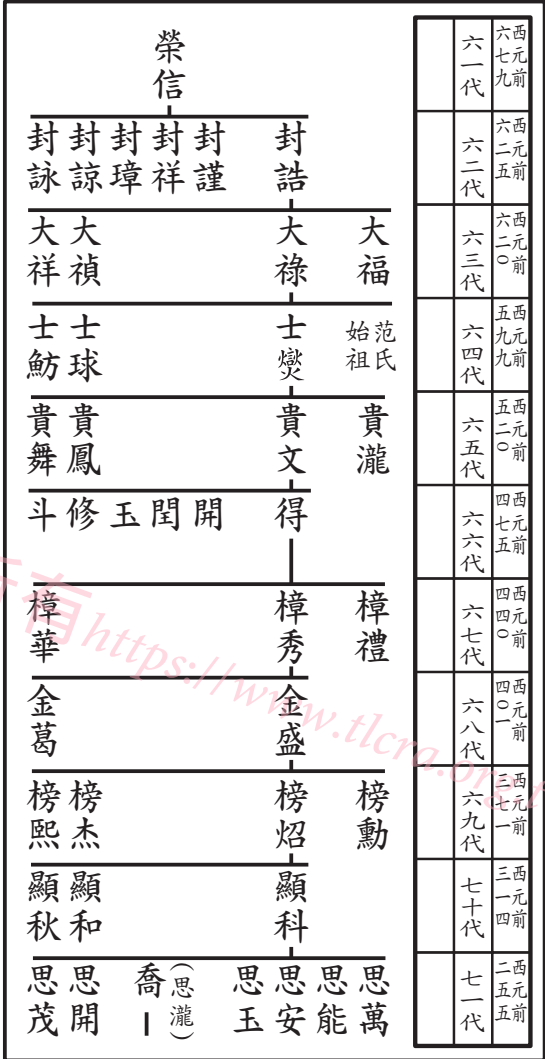 西元前六七九
六一代
榮信
西元前六二五
六二代
封誥
封謹
封祥
封璋
封諒
封詠
西元前六二0
六三代
大福
大祿
大禎
大祥
西元前五九九
六四代
范氏始祖
士燮
士球
士魴
西元前五二0
六五代
貴瀧
貴文
貴鳳
貴舞
西元前四七五
六六代
得
開
閏
玉
修
斗
西元前四四0
六七代
樟禮
樟秀
樟華
西元前四0一
六八代
金盛
金葛
西元前三七一
六九代
榜勳
榜炤
榜杰
榜熙
西元前三一四
七十代
顯科
顯和
顯秋
西元前二五五
七一代
思萬
思能
思安
思玉
(思瀧)
喬
思開
思茂
有 https://www.tlcra.org.t